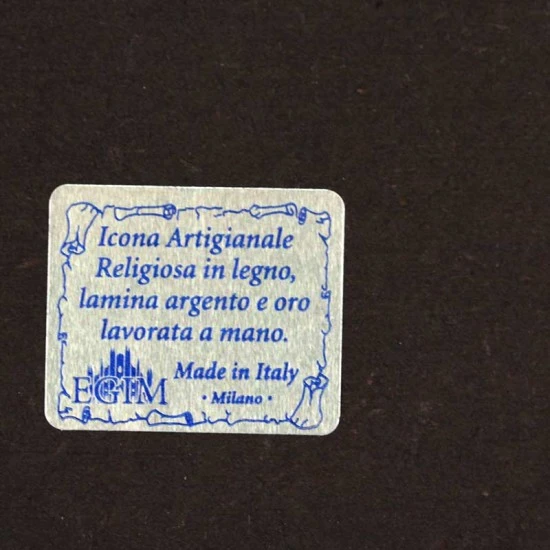 Icona Artigianale
Religiosa in legno,
lamina argento e oro
lavorata a mano.
EGIM
Made in Italy
· Milano ·